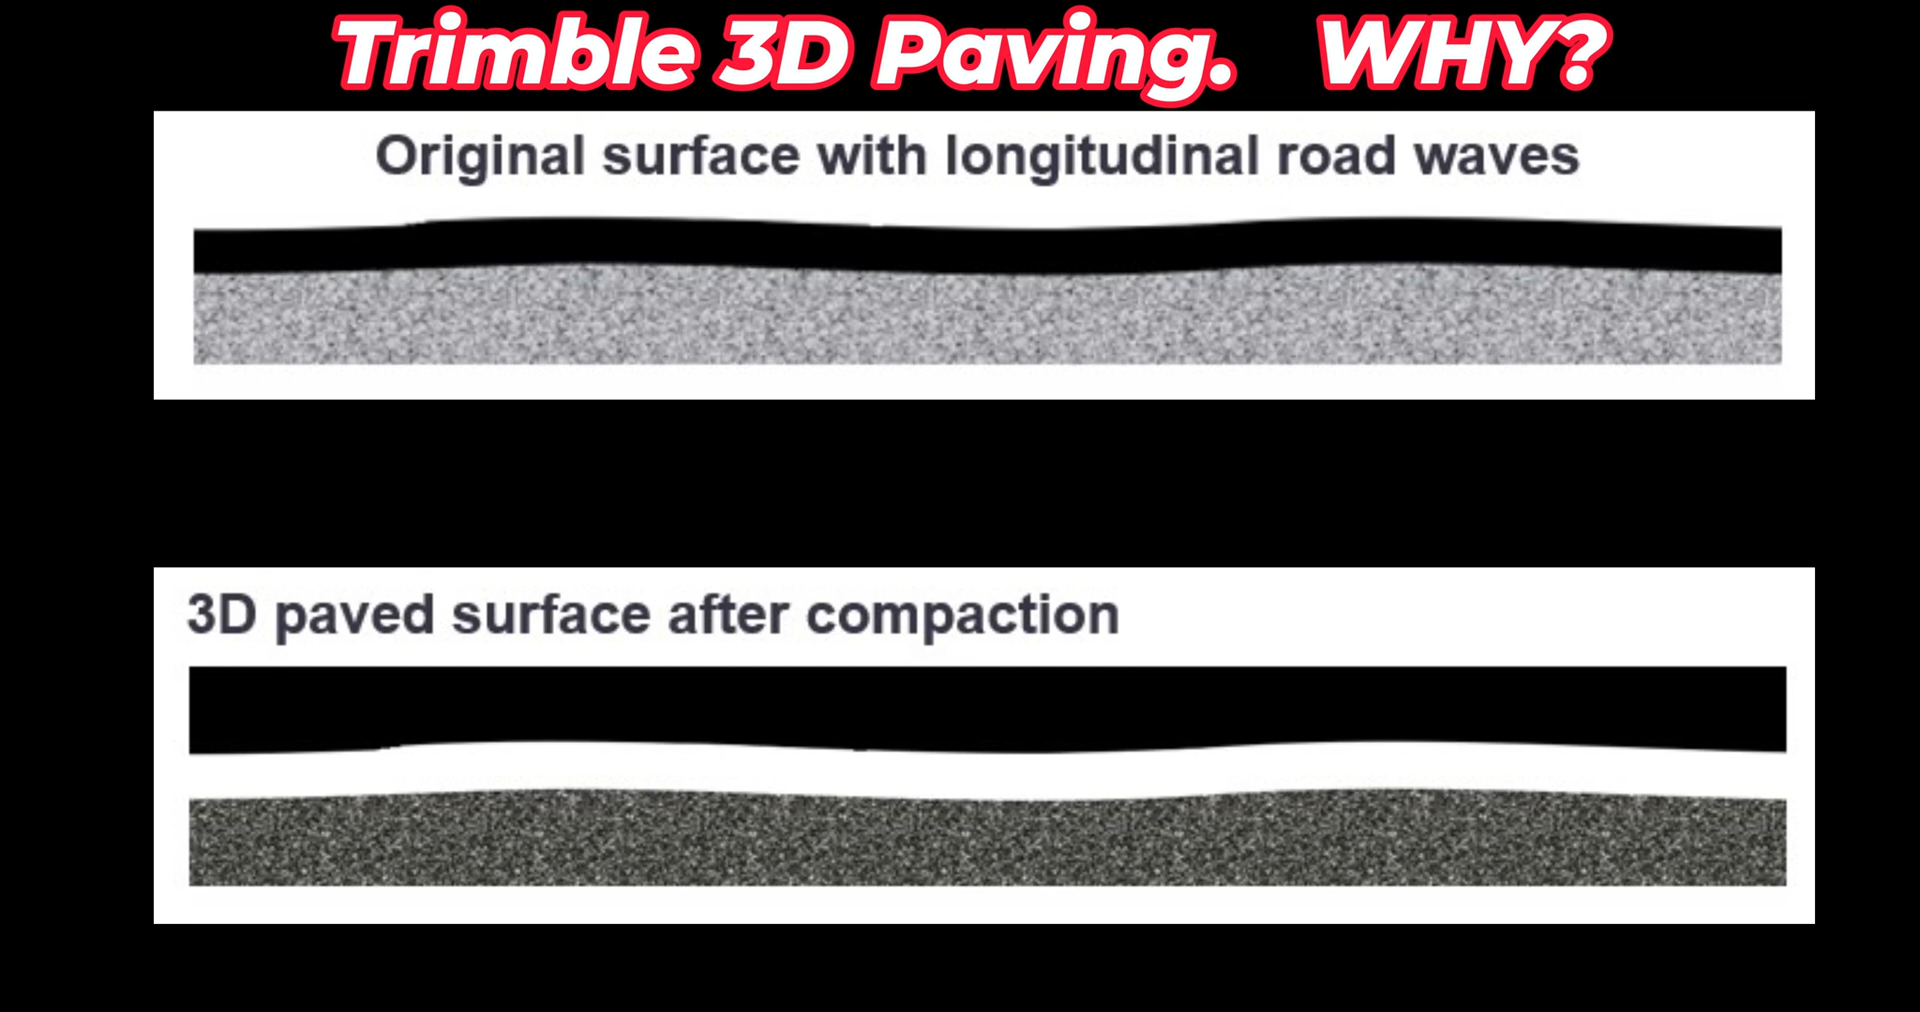 Trimble 3D Paving. WHY?
Original surface with longitudinal road waves
3D paved surface after compaction